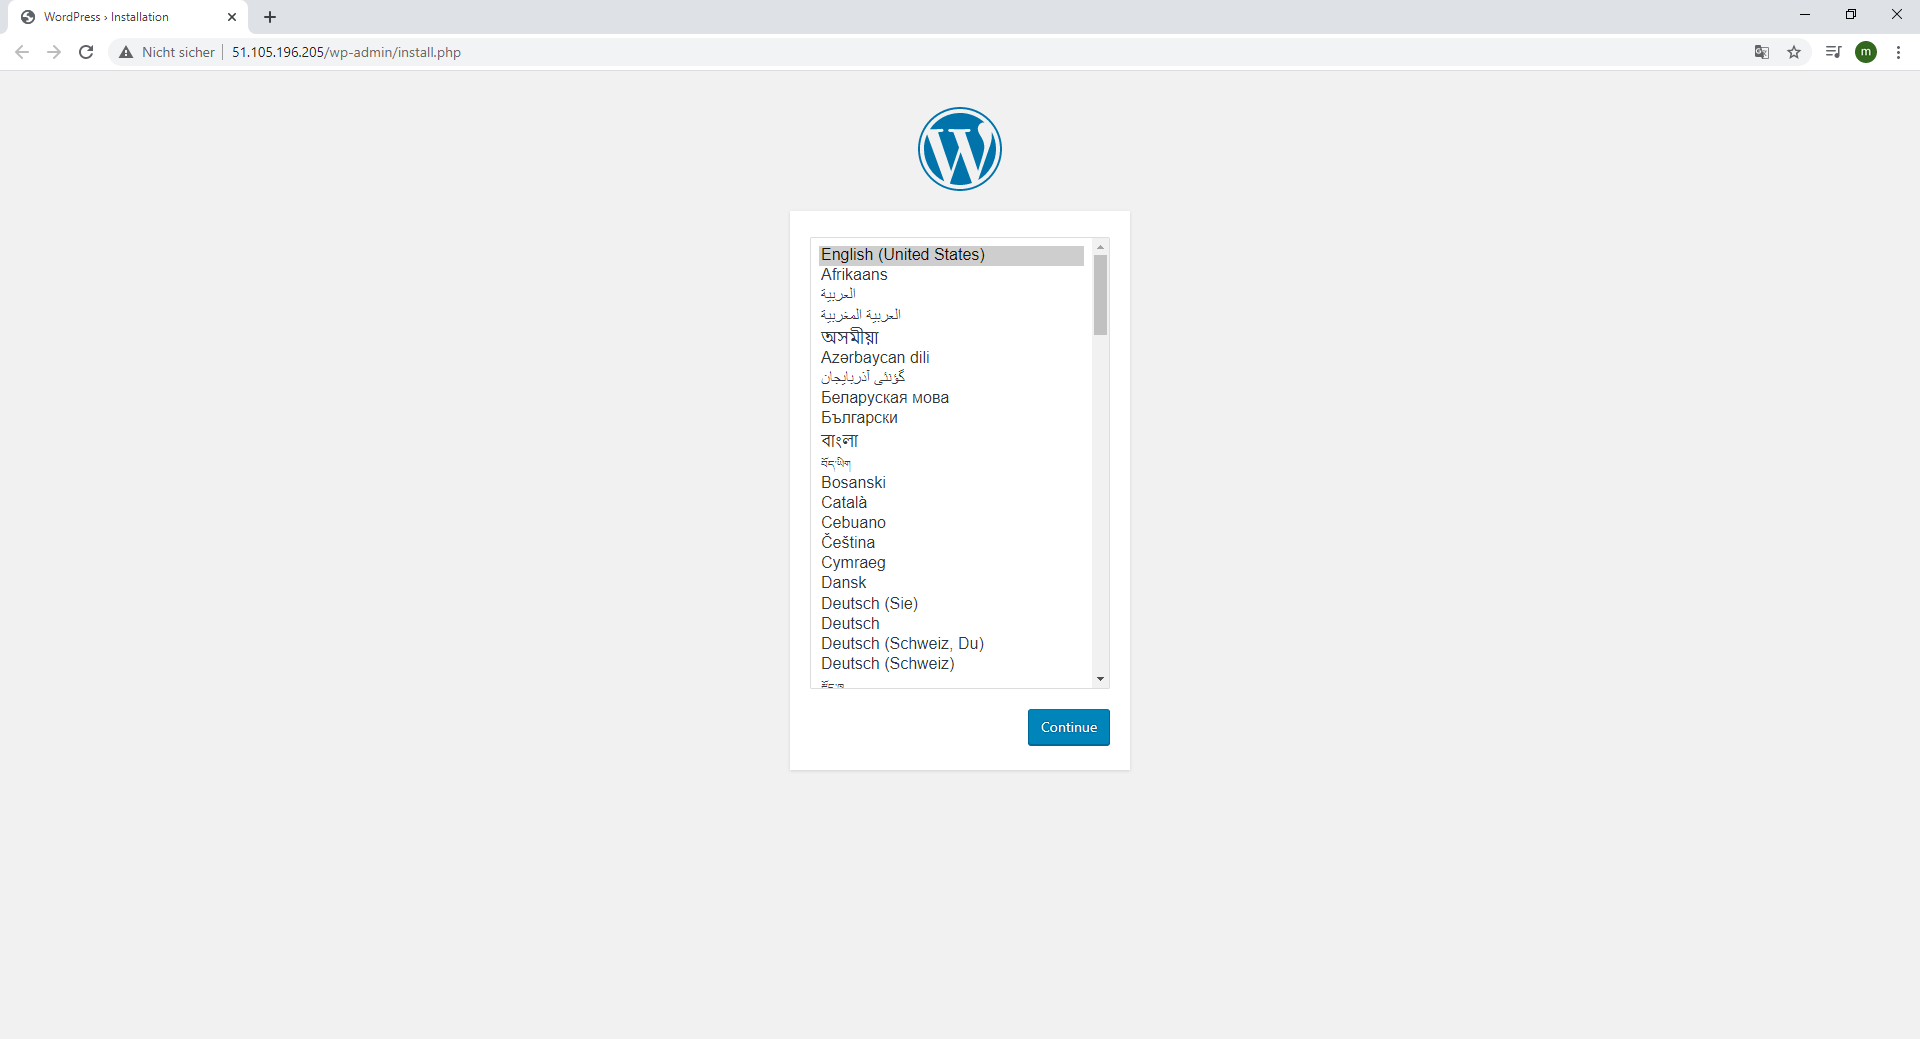 WordPress › Installation
Nicht sicher
51.105.196.205/wp-admin/install.php
m
English (United States)
Afrikaans
العربية
العربية المغربية
অসমীয়া
Azərbaycan dili
گؤنئی آذربایجان
Беларуская мова
Български
বাংলা
བོད་ཡིག
Bosanski
Català
Cebuano
Čeština
Cymraeg
Dansk
Deutsch (Sie)
Deutsch
Deutsch (Schweiz, Du)
Deutsch (Schweiz)
Continue